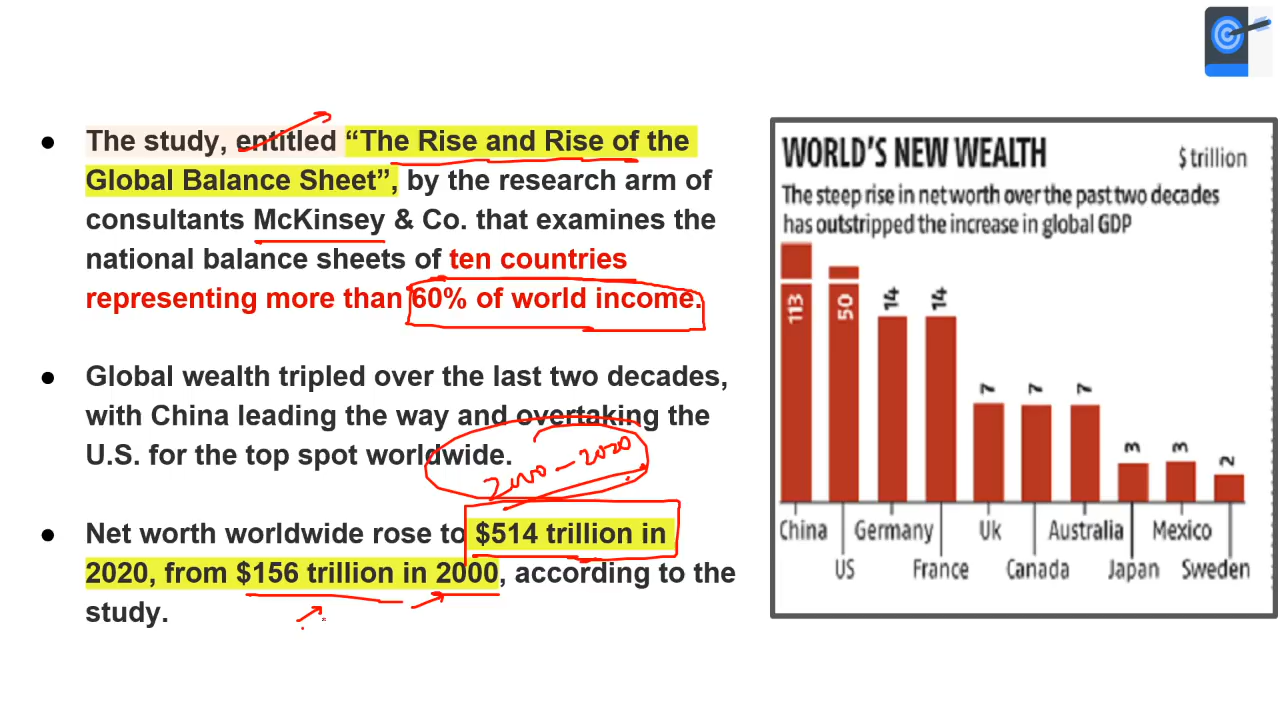 ● The study, entitled “The Rise and Rise of the
Global Balance Sheet”, by the research arm of
consultants McKinsey & Co. that examines the
national balance sheets of ten countries
representing more than 60% of world income.
● Global wealth tripled over the last two decades,
with China leading the way and overtaking the
U.S. for the top spot worldwide.
2000 – 2020
● Net worth worldwide rose to $514 trillion in
2020, from $156 trillion in 2000, according to the
study.
WORLD'S NEW WEALTH
$ trillion
The steep rise in net worth over the past two decades
has outstripped the increase in global GDP
113 50 14 14 7 7 7 3 3 2
China Germany Uk Australia Mexico
US France Canada Japan Sweden